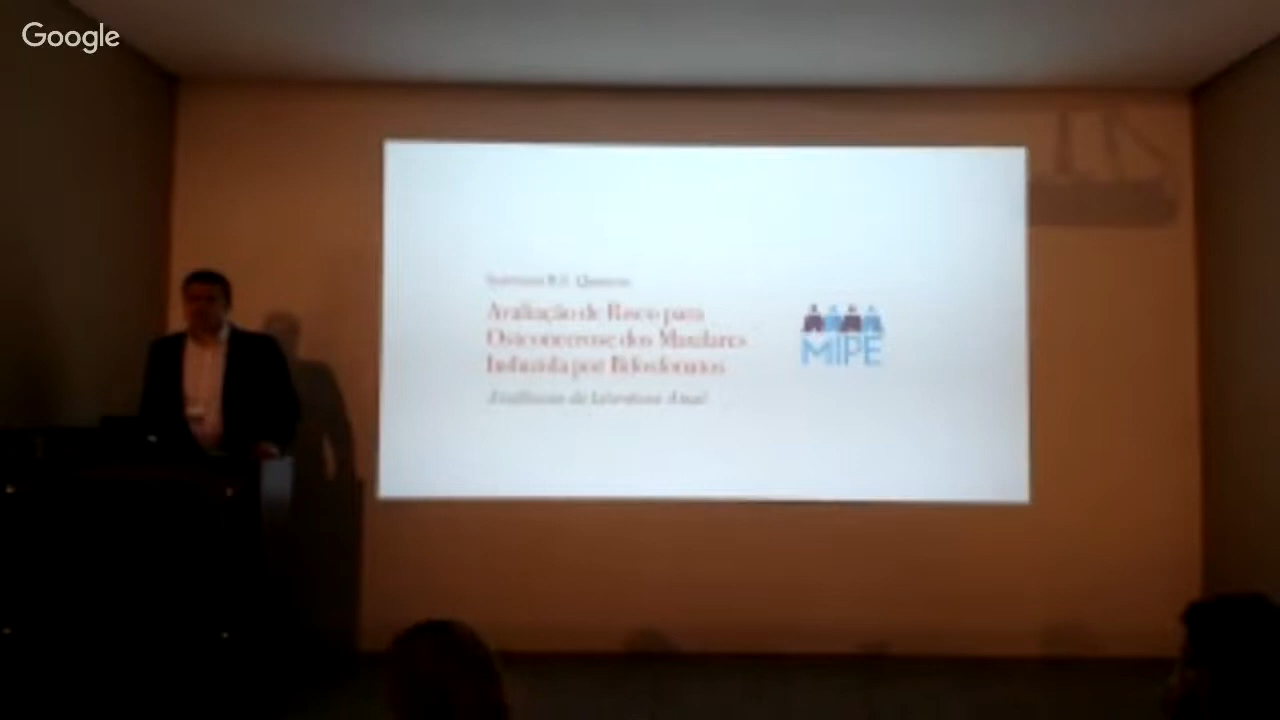 Google
Avaliação de Risco para
Osteonecrose dos Maxilares
Induzida por Bifosfonatos
MIPE